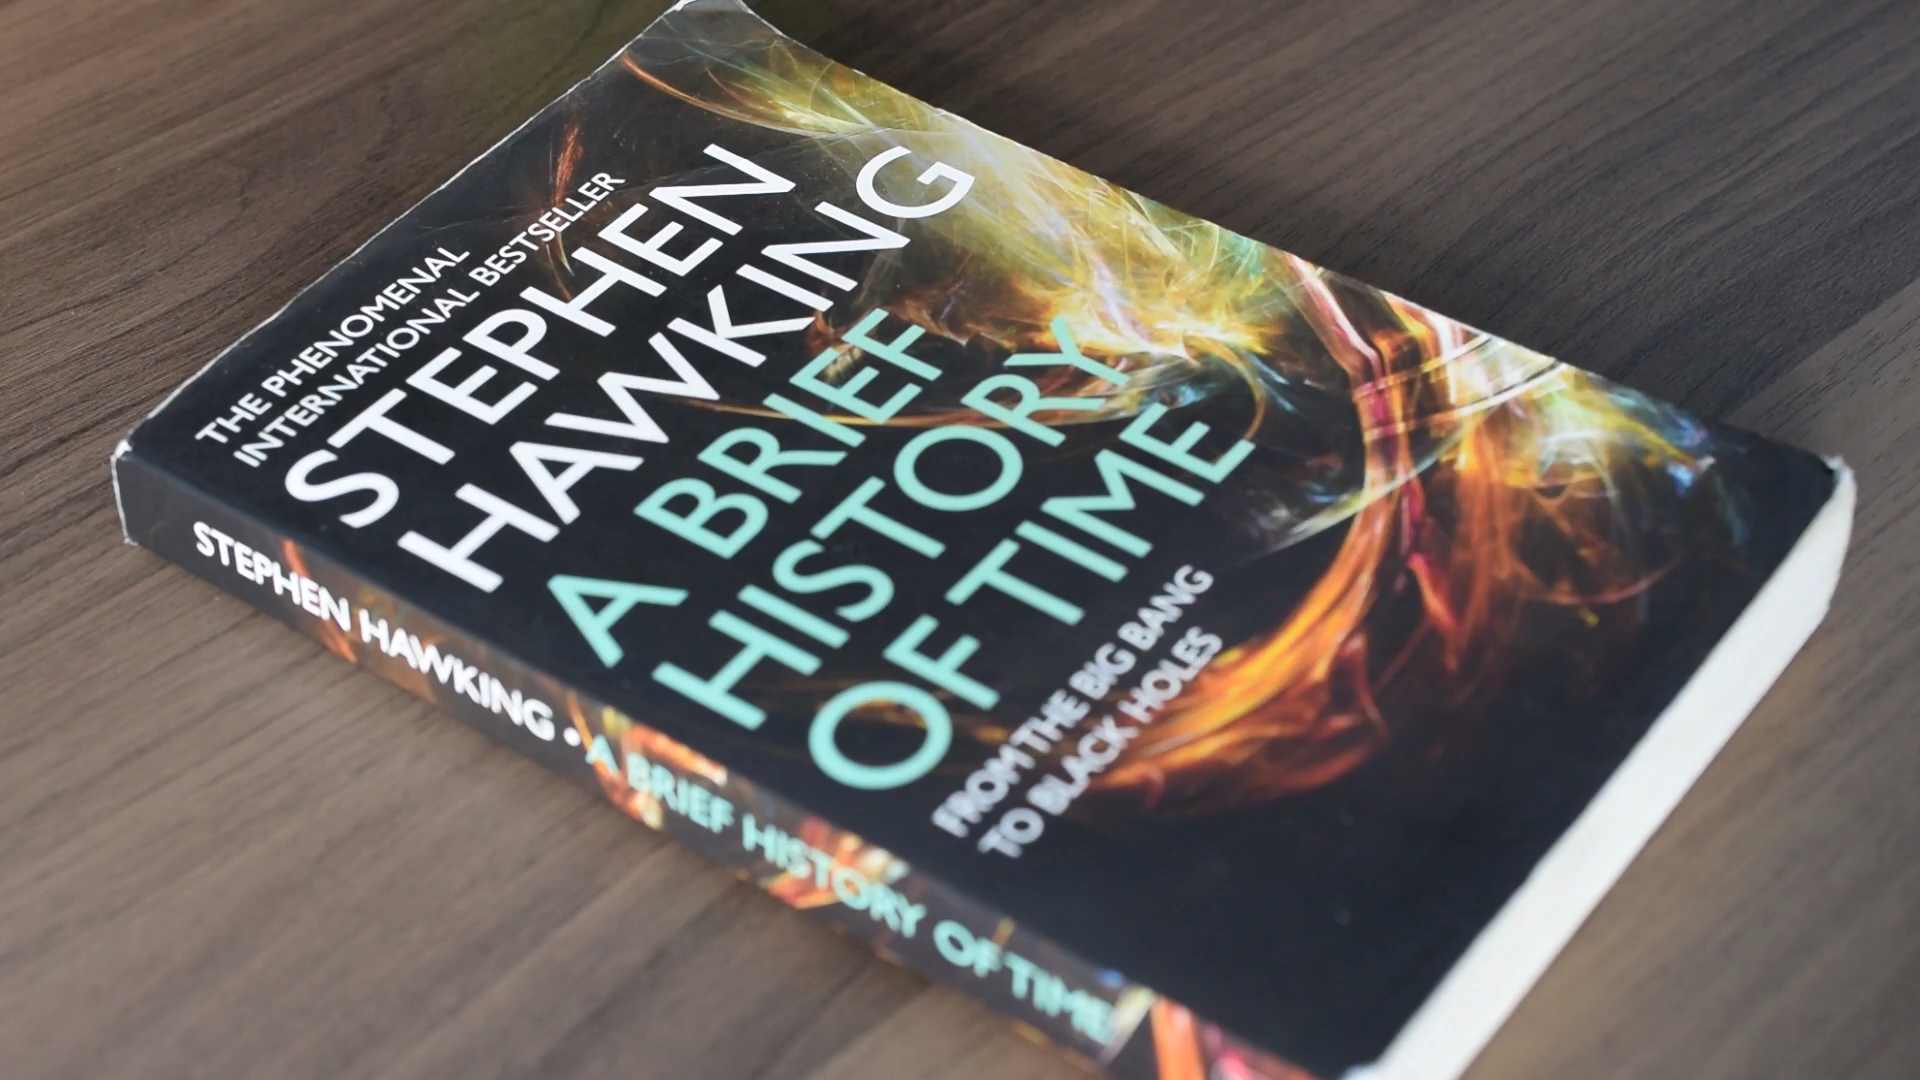 THE PHENOMENAL
INTERNATIONAL BESTSELLER
STEPHEN
HAWKING
A BRIEF
HISTORY
OF TIME
FROM THE BIG BANG
TO BLACK HOLES
STEPHEN HAWKING • A BRIEF HISTORY OF TIME